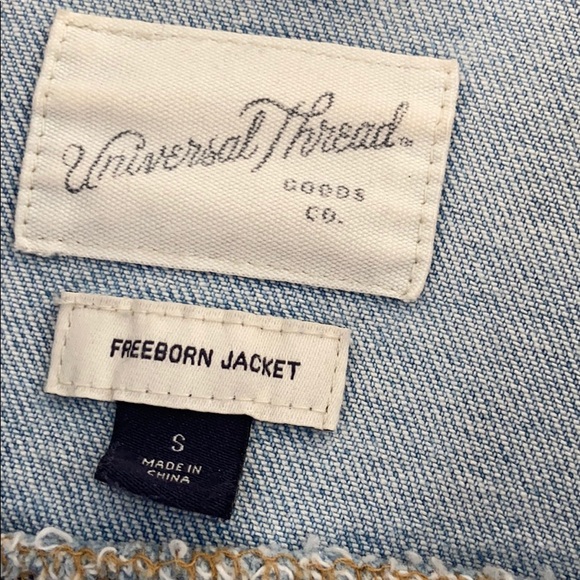 Universal Thread™
GOODS
CO.
FREEBORN JACKET
S
MADE IN
CHINA